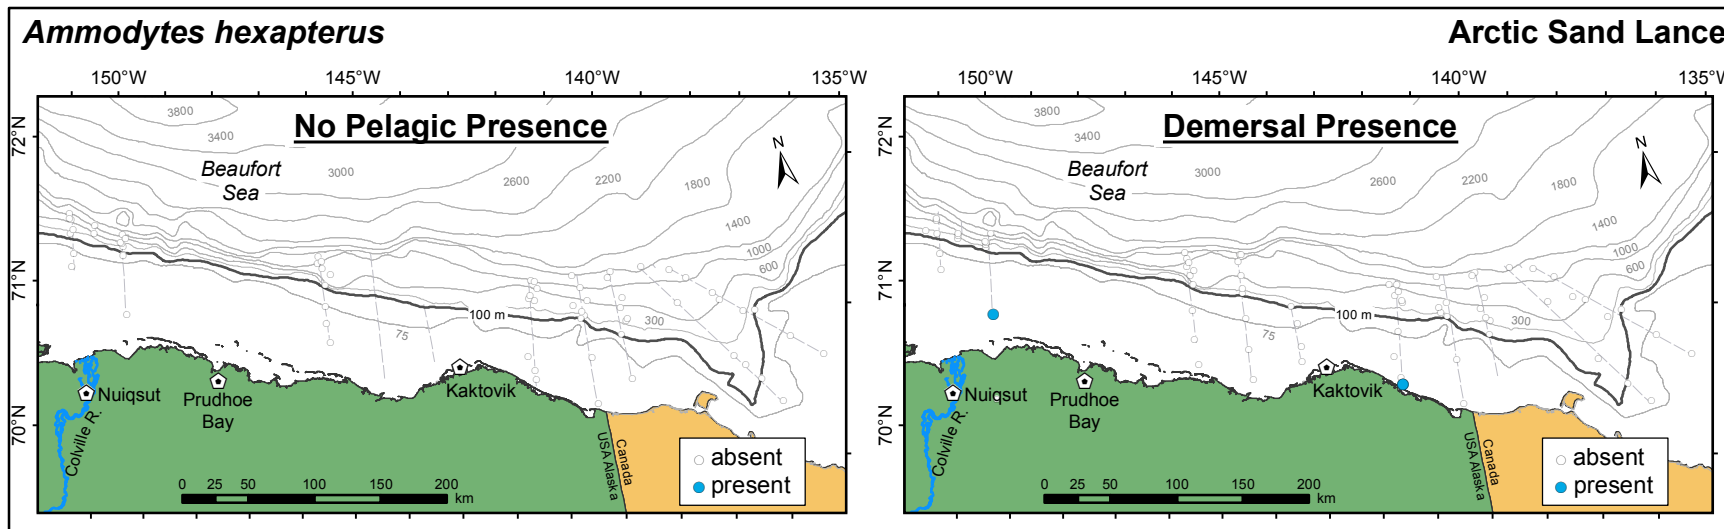 Ammodytes hexapterus
Arctic Sand Lance
150°W
145°W
140°W
135°W
72°N
71°N
70°N
No Pelagic Presence
Beaufort
Sea
3800
3400
3000
2600
2200
1800
1400
1000
600
300
100 m
75
N
Nuiqsut
Prudhoe
Bay
Kaktovik
Colville R.
USA Alaska
Canada
0 25 50 100 150 200
km
absent
present
150°W
145°W
140°W
135°W
72°N
71°N
70°N
Demersal Presence
Beaufort
Sea
3800
3400
3000
2600
2200
1800
1400
1000
600
300
100 m
75
N
Nuiqsut
Prudhoe
Bay
Kaktovik
Colville R.
USA Alaska
Canada
0 25 50 100 150 200
km
absent
present